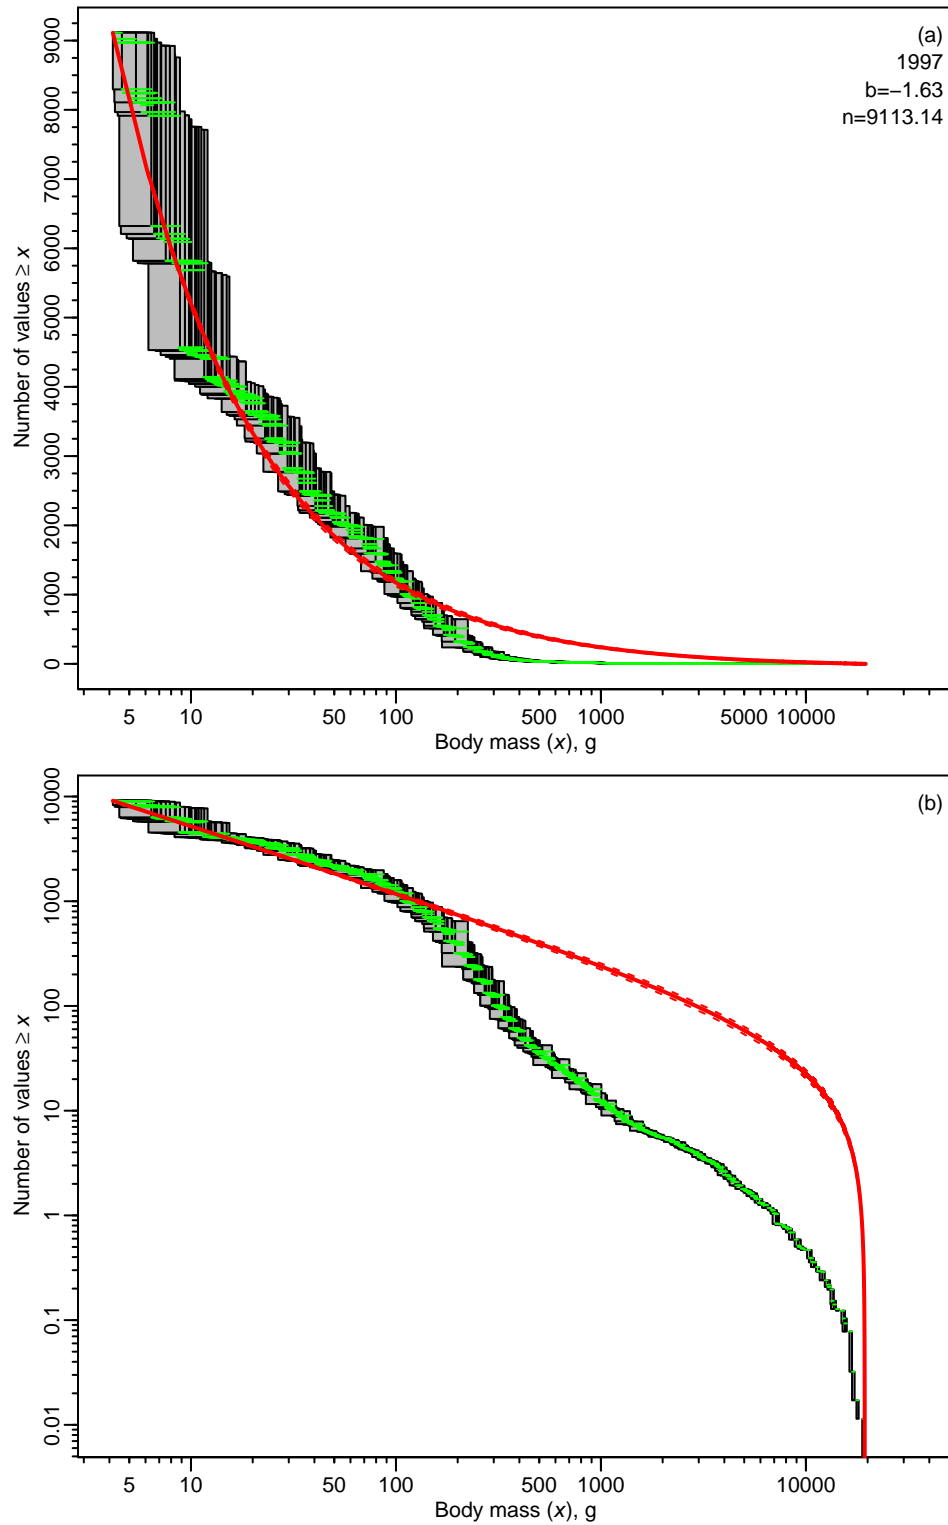 (a)
1997
b=−1.63
n=9113.14
9000
8000
7000
6000
5000
4000
3000
2000
1000
0
Number of values ≥ x
5 10 50 100 500 1000 5000 10000
Body mass (x), g
(b)
10000
1000
100
10
1
0.1
0.01
Number of values ≥ x
5 10 50 100 500 1000 10000
Body mass (x), g